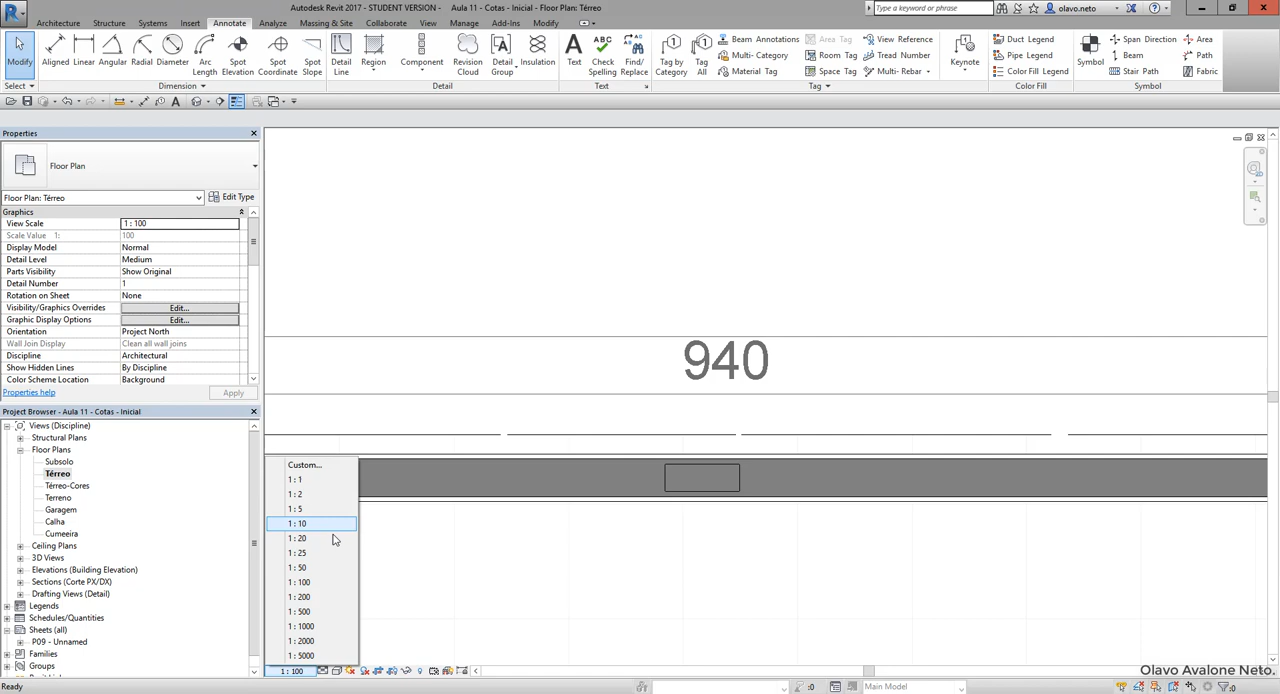 Autodesk Revit 2017 - STUDENT VERSION - Aula 11 - Cotas - Inicial - Floor Plan: Térreo
Type a keyword or phrase
olavo.neto
Architecture Structure Systems Insert Annotate Analyze Massing & Site Collaborate View Manage Add-Ins Modify
Modify Aligned Linear Angular Radial Diameter Arc Length Spot Elevation Spot Coordinate Spot Slope Detail Line Region Component Revision Cloud Detail Group Insulation Text Check Spelling Find/ Replace Tag by Category Tag All
Beam Annotations Area Tag View Reference
Multi- Category Room Tag Tread Number
Material Tag Space Tag Multi- Rebar
Keynote
Duct Legend
Pipe Legend
Color Fill Legend
Symbol
Span Direction Area
Beam Path
Stair Path Fabric
Select Dimension Detail Text Tag Color Fill Symbol
Properties
Floor Plan
Floor Plan: Térreo Edit Type
Graphics
View Scale 1 : 100
Scale Value 1: 100
Display Model Normal
Detail Level Medium
Parts Visibility Show Original
Detail Number 1
Rotation on Sheet None
Visibility/Graphics Overrides Edit...
Graphic Display Options Edit...
Orientation Project North
Wall Join Display Clean all wall joins
Discipline Architectural
Show Hidden Lines By Discipline
Color Scheme Location Background
Properties help Apply
Project Browser - Aula 11 - Cotas - Inicial
Views (Discipline)
Structural Plans
Floor Plans
Subsolo
Térreo
Térreo-Cores
Terreno
Garagem
Calha
Cumeeira
Ceiling Plans
3D Views
Elevations (Building Elevation)
Sections (Corte PX/DX)
Drafting Views (Detail)
Legends
Schedules/Quantities
Sheets (all)
P09 - Unnamed
Families
Groups
940
Custom...
1 : 1
1 : 2
1 : 5
1 : 10
1 : 20
1 : 25
1 : 50
1 : 100
1 : 200
1 : 500
1 : 1000
1 : 2000
1 : 5000
1 : 100
Olavo Avalone Neto.
Ready :0 Main Model :0